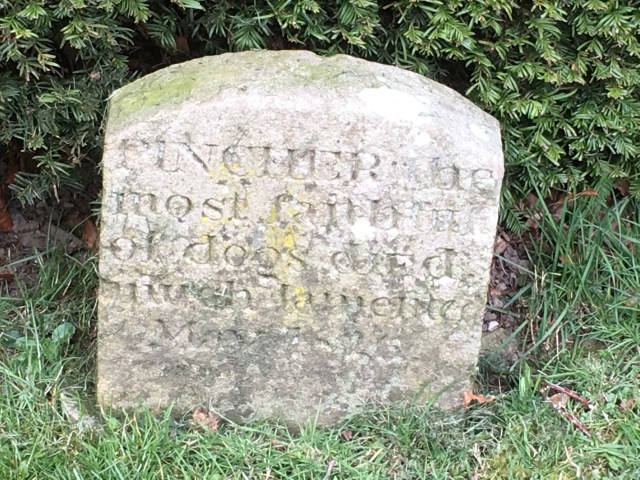 PINCHER the
most faithful
of dogs died
much lamented
May